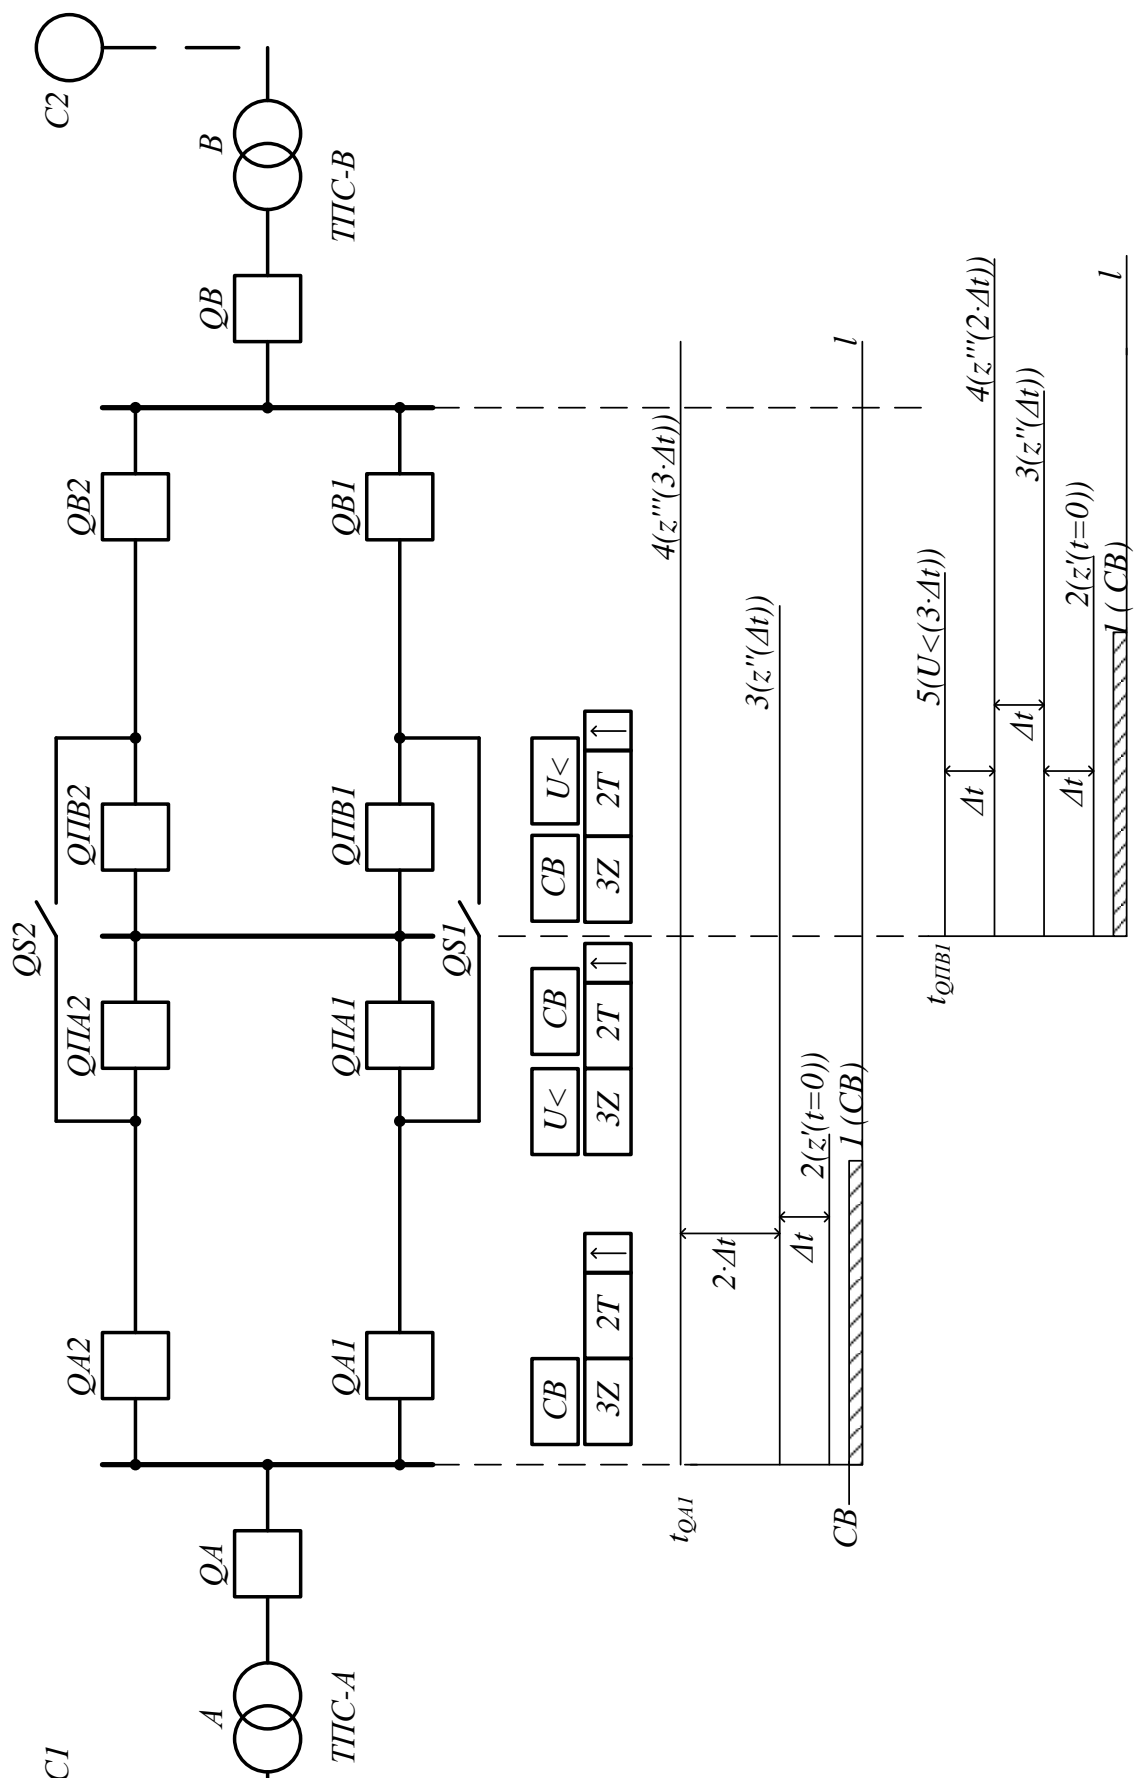 C1
A
ТПС-А
QA
QA2
QA1
QПА2
QПА1
QS2
QS1
QПВ2
QПВ1
QB2
QB1
QB
B
ТПС-В
C2
CB
3Z
2T
↑
U<
CB
3Z
2T
↑
CB
U<
3Z
2T
↑
t_QA1
4(z'''(3·Δt))
2·Δt
3(z''(Δt))
Δt
2(z'(t=0))
CB
1 (CB)
l
t_QПВ1
5(U<(3·Δt))
Δt
4(z'''(2·Δt))
Δt
3(z''(Δt))
Δt
2(z'(t=0))
1 ( CB)
l